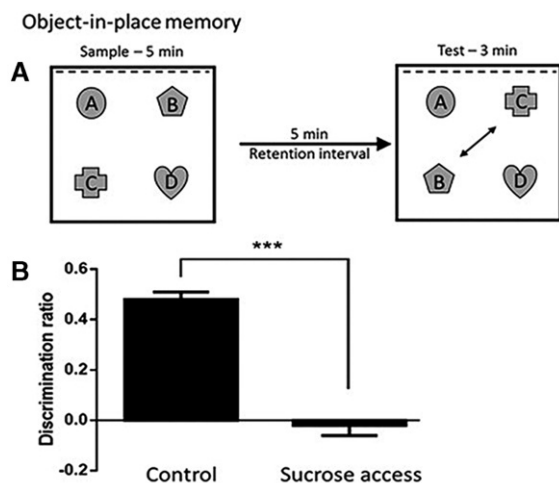 Object-in-place memory
Sample – 5 min
Test – 3 min
A
A B
C D
5 min
Retention interval
A C
B D
B
***
Discrimination ratio
0.6
0.4
0.2
0.0
-0.2
Control
Sucrose access